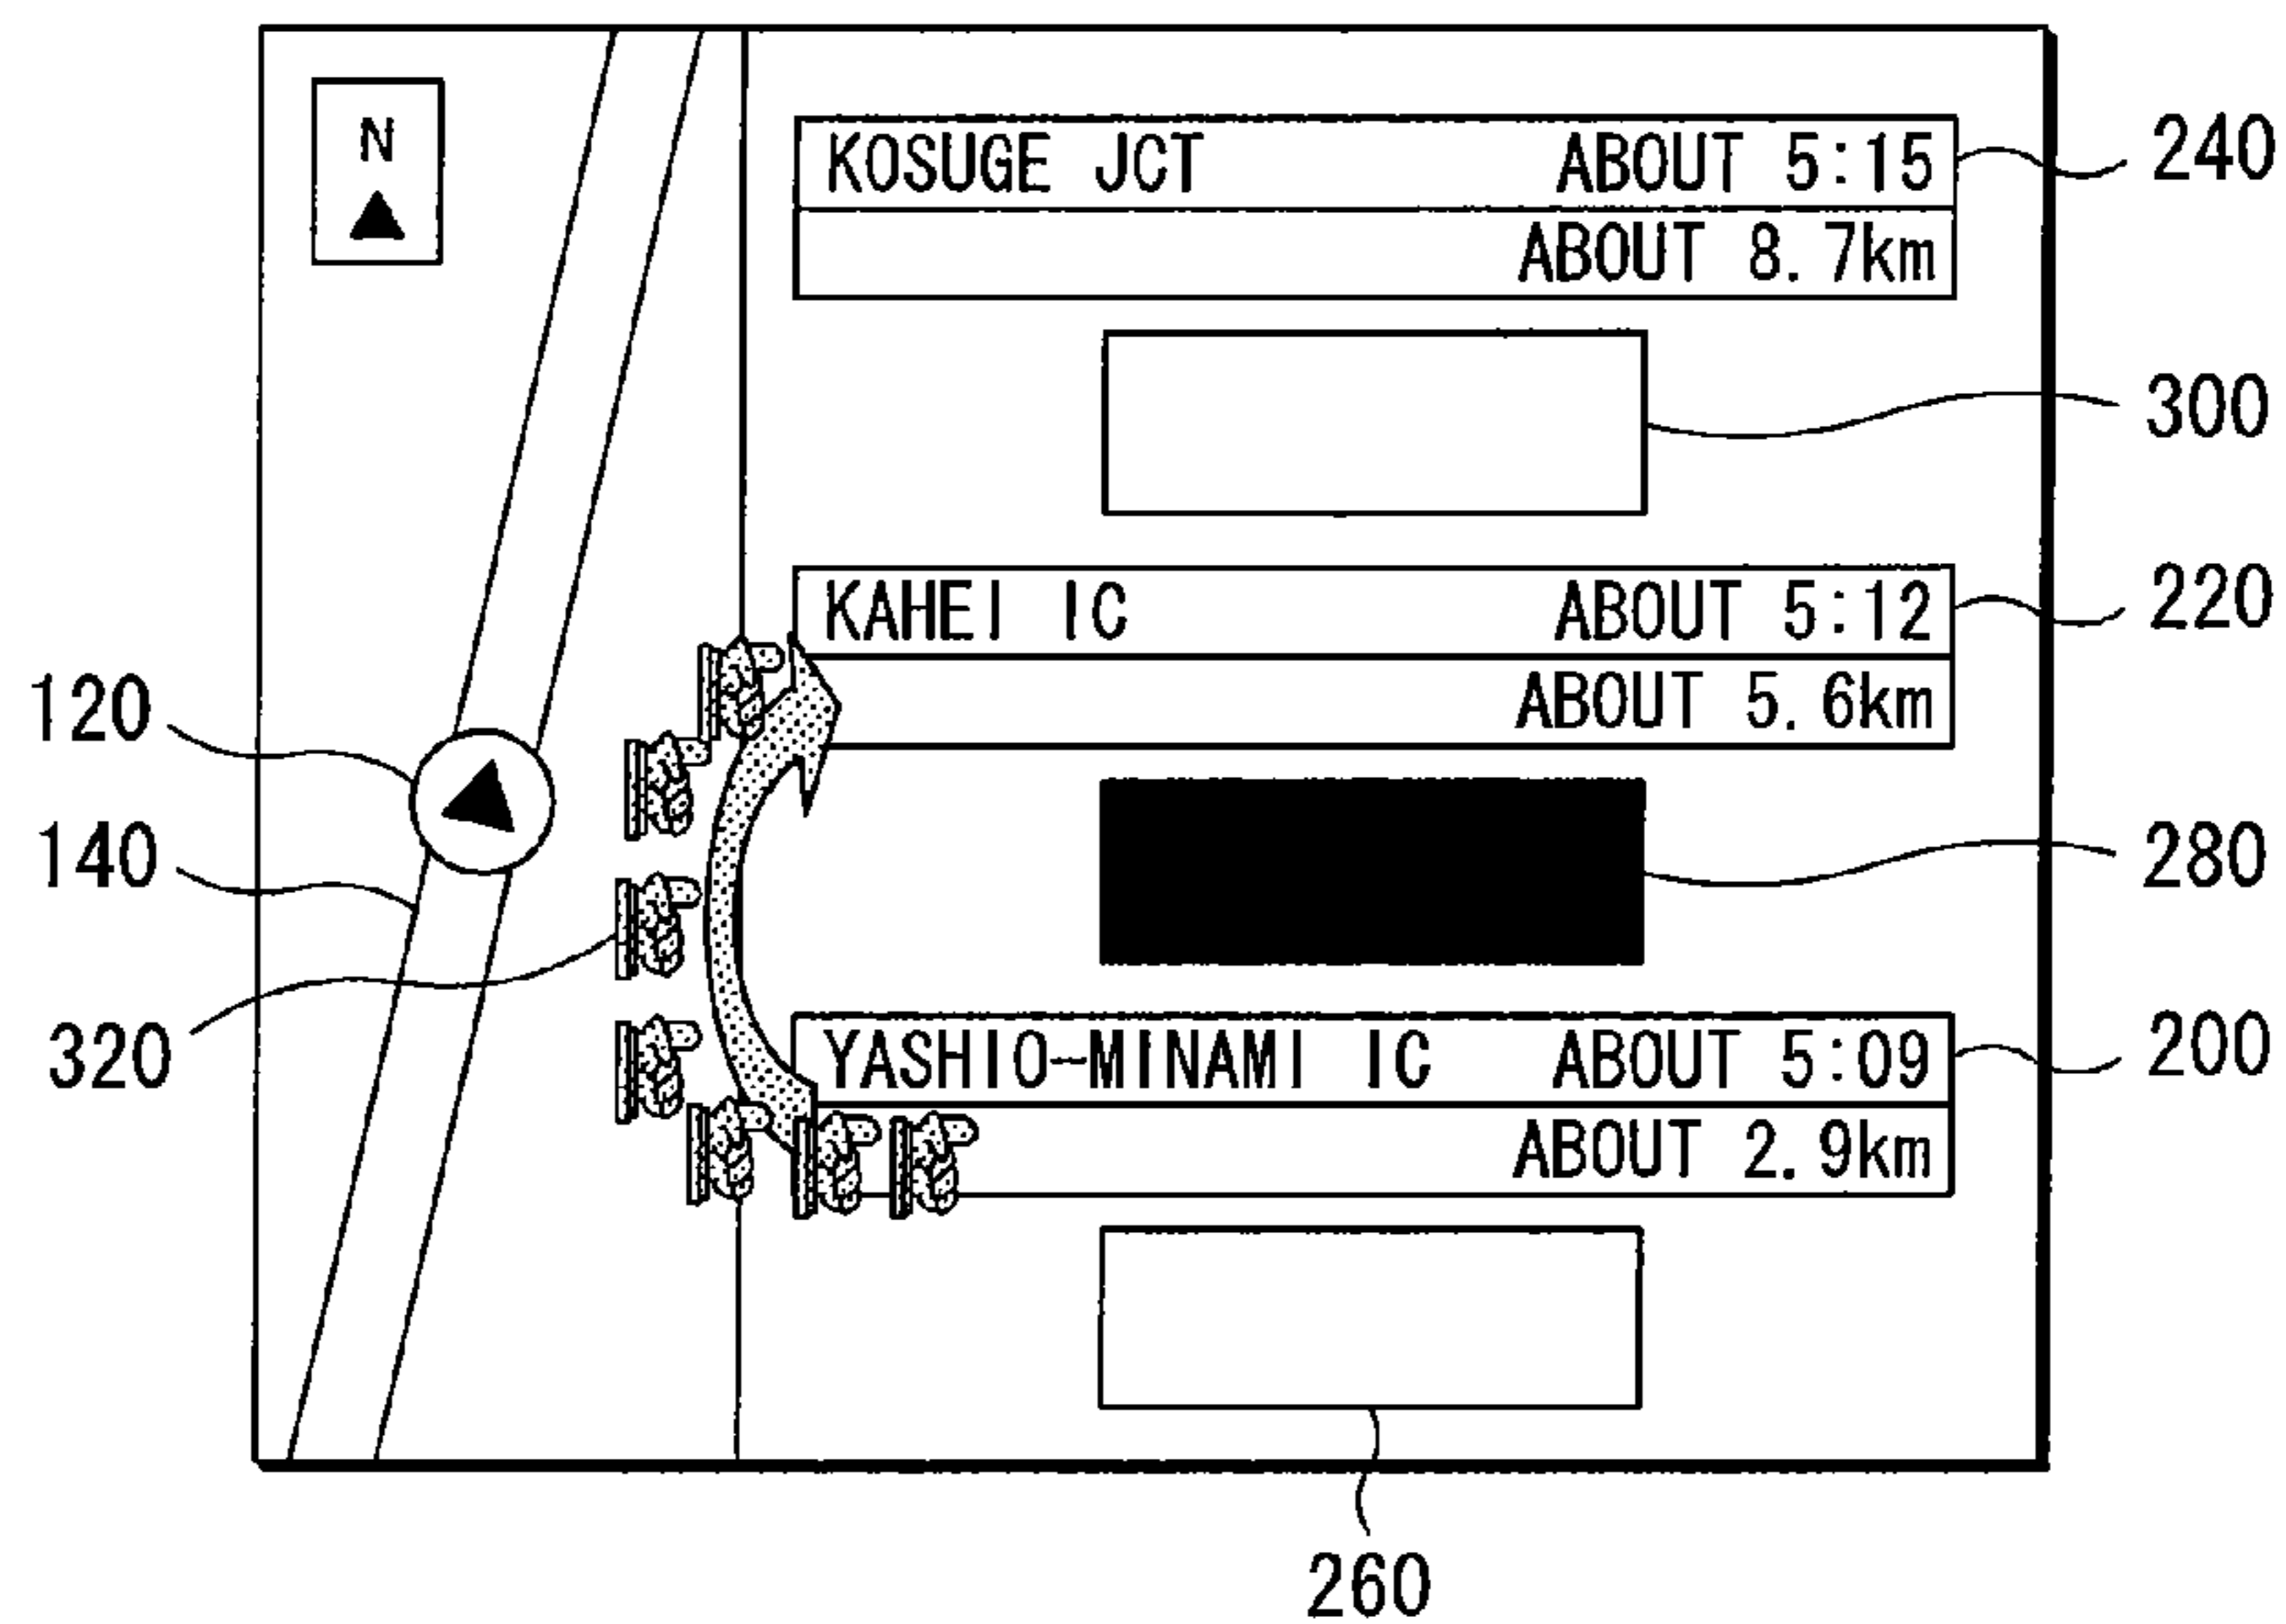 N
KOSUGE JCT ABOUT 5:15
ABOUT 8.7km
240
300
KAHEI IC ABOUT 5:12
ABOUT 5.6km
220
120
140
280
320
YASHIO-MINAMI IC ABOUT 5:09
ABOUT 2.9km
200
260